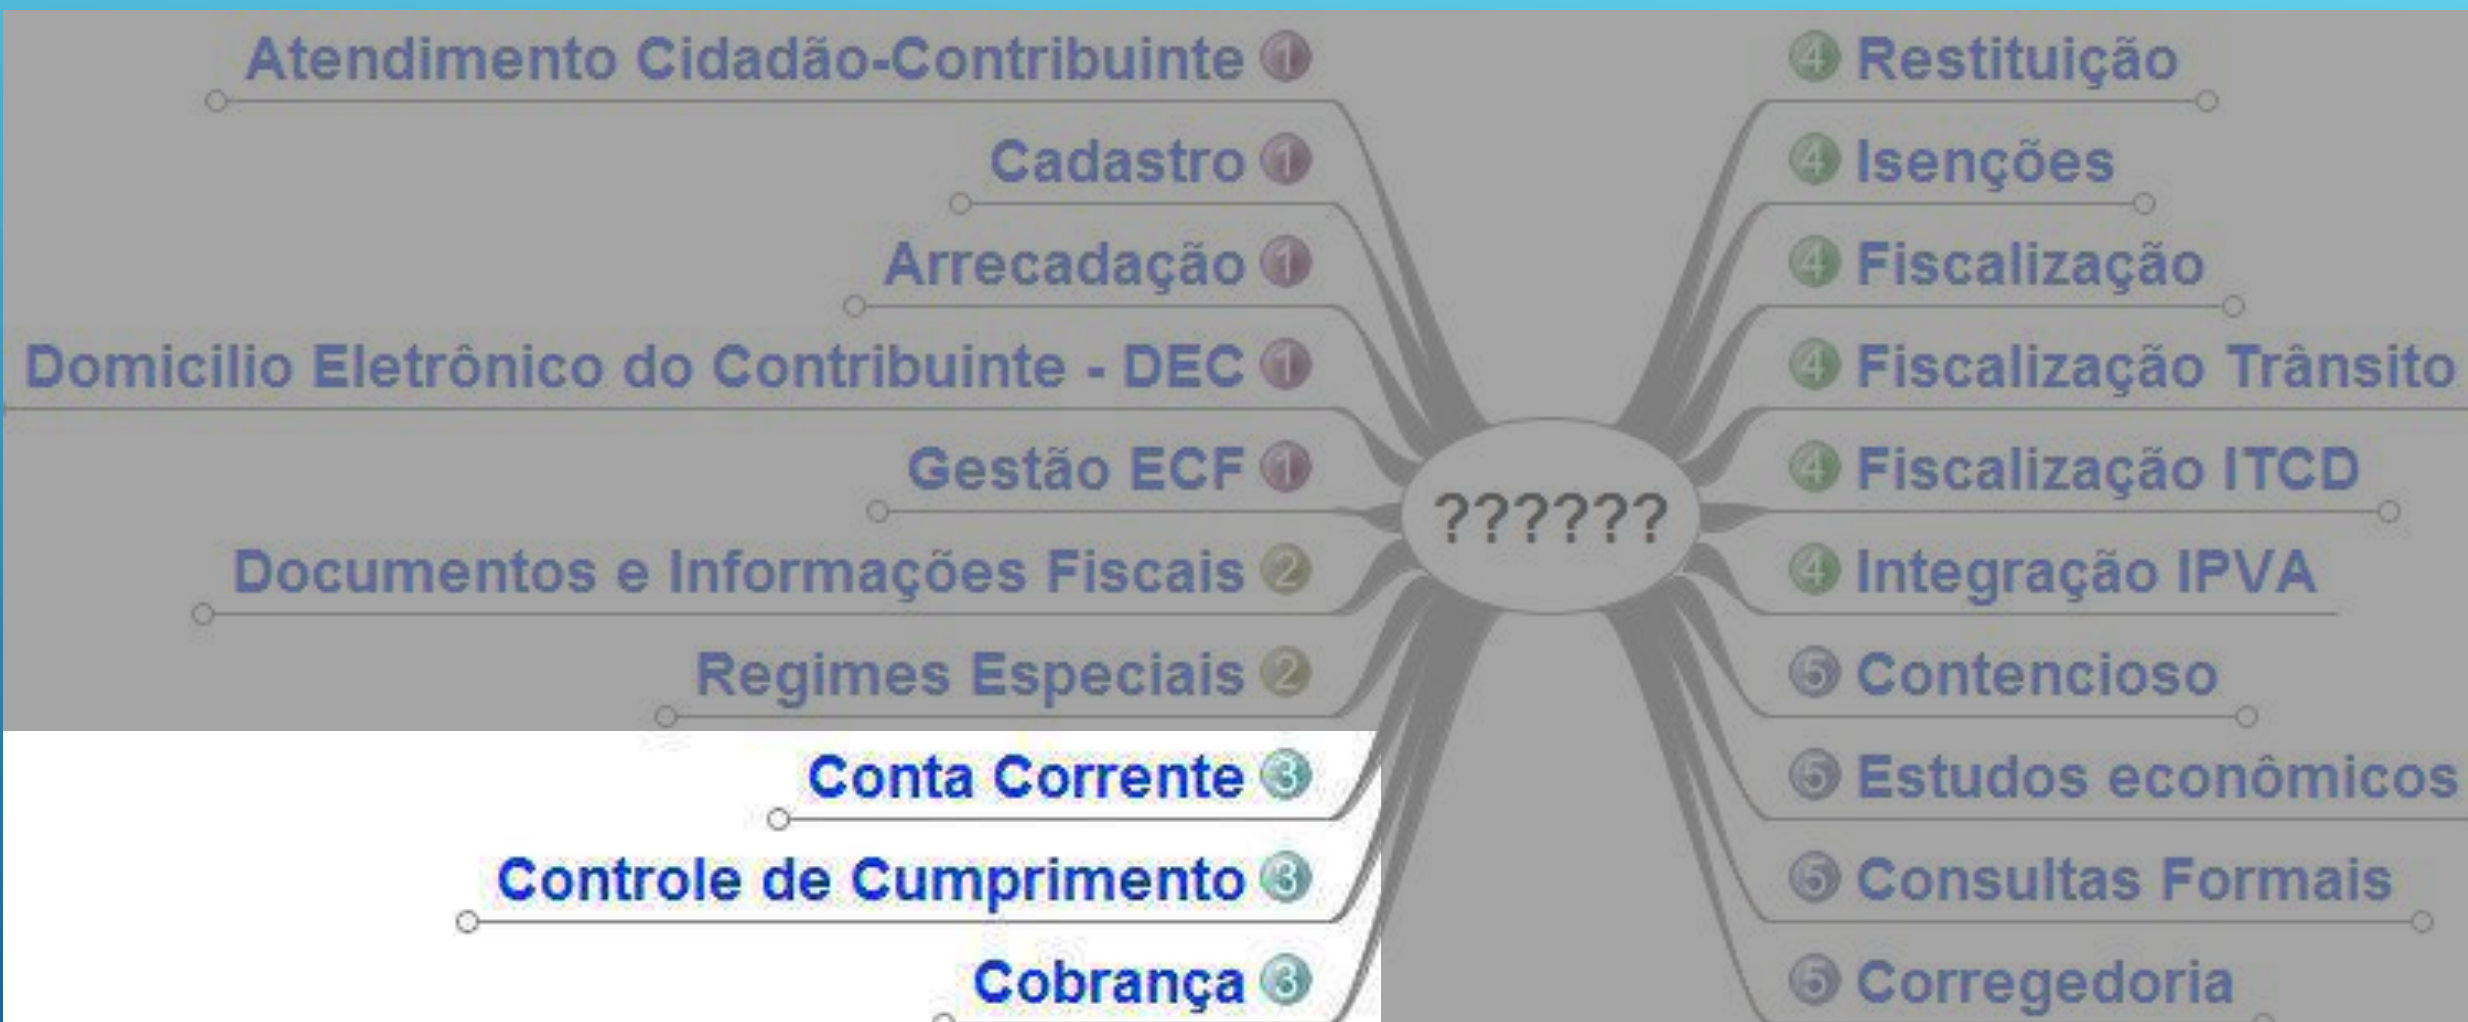 Atendimento Cidadão-Contribuinte 1
Cadastro 1
Arrecadação 1
Domicilio Eletrônico do Contribuinte - DEC 1
Gestão ECF 1
Documentos e Informações Fiscais 2
Regimes Especiais 2
Conta Corrente 3
Controle de Cumprimento 3
Cobrança 3
??????
4 Restituição
4 Isenções
4 Fiscalização
4 Fiscalização Trânsito
4 Fiscalização ITCD
4 Integração IPVA
5 Contencioso
5 Estudos econômicos
5 Consultas Formais
5 Corregedoria